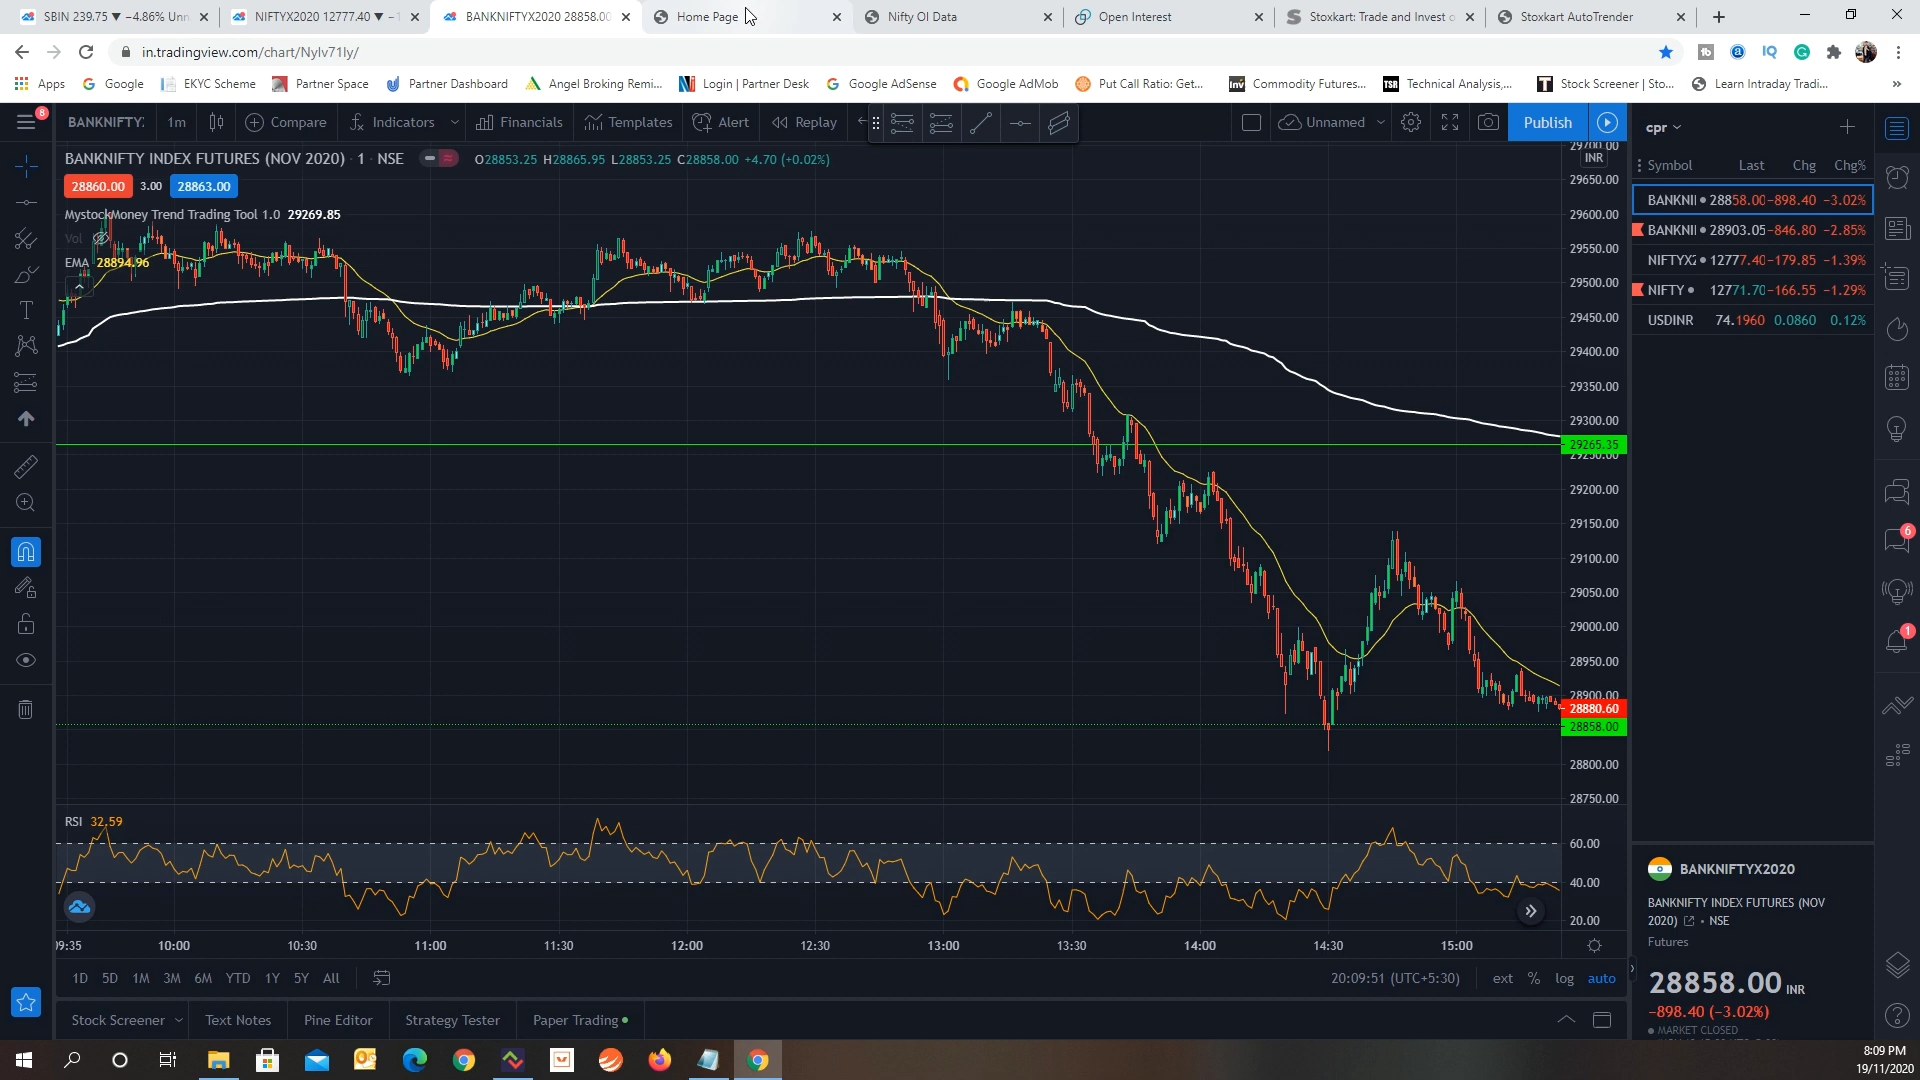 SBIN 239.75 ▼ −4.86% Unn
NIFTYX2020 12777.40 ▼ −1
BANKNIFTYX2020 28858.00
Home Page
Nifty OI Data
Open Interest
Stoxkart: Trade and Invest o
Stoxkart AutoTrender
in.tradingview.com/chart/Nylv71ly/
Apps
Google
EKYC Scheme
Partner Space
Partner Dashboard
Angel Broking Remi...
Login | Partner Desk
Google AdSense
Google AdMob
Put Call Ratio: Get...
Commodity Futures...
Technical Analysis,...
Stock Screener | Sto...
Learn Intraday Tradi...
»
8
BANKNIFTY:
1m
Compare
Indicators
Financials
Templates
Alert
Replay
Unnamed
Publish
cpr
BANKNIFTY INDEX FUTURES (NOV 2020) · 1 · NSE
O28853.25 H28865.95 L28853.25 C28858.00 +4.70 (+0.02%)
28860.00 3.00 28863.00
MystockMoney Trend Trading Tool 1.0 29269.85
Vol
EMA 28894.96
29700.00
INR
29650.00
29600.00
29550.00
29500.00
29450.00
29400.00
29350.00
29300.00
29265.35
29250.00
29200.00
29150.00
29100.00
29050.00
29000.00
28950.00
28900.00
28880.60
28858.00
28800.00
28750.00
Symbol Last Chg Chg%
BANKNII 28858.00 −898.40 −3.02%
BANKNII 28903.05 −846.80 −2.85%
NIFTYX2 12777.40 −179.85 −1.39%
NIFTY 12771.70 −166.55 −1.29%
USDINR 74.1960 0.0860 0.12%
6
1
RSI 32.59
60.00
40.00
20.00
09:35 10:00 10:30 11:00 11:30 12:00 12:30 13:00 13:30 14:00 14:30 15:00
1D 5D 1M 3M 6M YTD 1Y 5Y All
20:09:51 (UTC+5:30)
ext % log auto
Stock Screener
Text Notes
Pine Editor
Strategy Tester
Paper Trading
BANKNIFTYX2020
BANKNIFTY INDEX FUTURES (NOV
2020) • NSE
Futures
28858.00 INR
−898.40 (−3.02%)
MARKET CLOSED
8:09 PM
19/11/2020